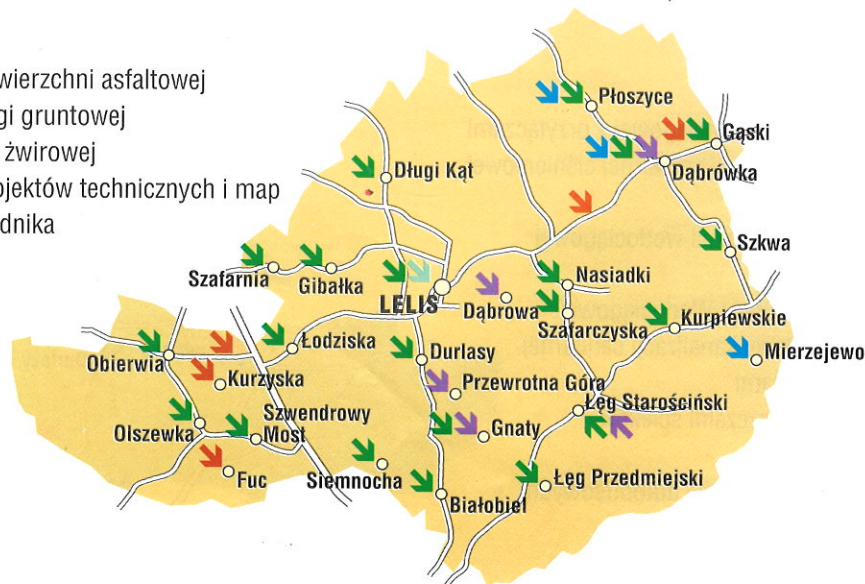 wierzchni asfaltowej
gi gruntowej
żwirowej
ojektów technicznych i map
dnika
Płoszyce
Gąski
Dąbrówka
Długi Kąt
Szkwa
Szafarnia
Gibałka
LELIS
Nasiadki
Dąbrowa
Szafarczyska
Kurpiewskie
Mierzejewo
Obierwia
Łodziska
Durlasy
Kurzyska
Przewrotna Góra
Łęg Starościński
Olszewka
Szwendrowy
Most
Gnaty
Fuc
Siemnocha
Łęg Przedmiejski
Białobiel